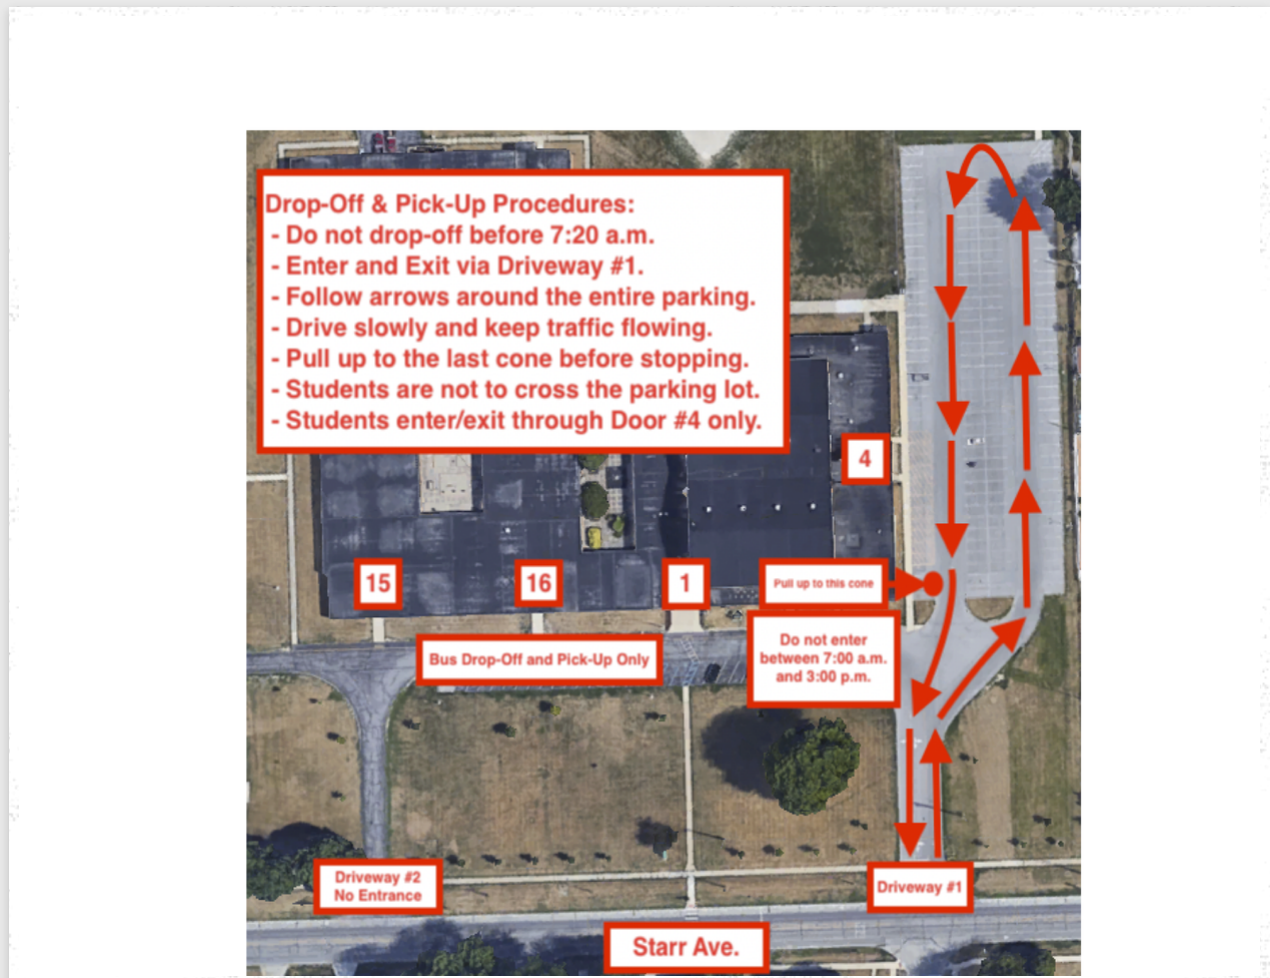 Drop-Off & Pick-Up Procedures:
- Do not drop-off before 7:20 a.m.
- Enter and Exit via Driveway #1.
- Follow arrows around the entire parking.
- Drive slowly and keep traffic flowing.
- Pull up to the last cone before stopping.
- Students are not to cross the parking lot.
- Students enter/exit through Door #4 only.
4
15
16
1
Pull up to this cone
Do not enter
between 7:00 a.m.
and 3:00 p.m.
Bus Drop-Off and Pick-Up Only
Driveway #2
No Entrance
Driveway #1
Starr Ave.